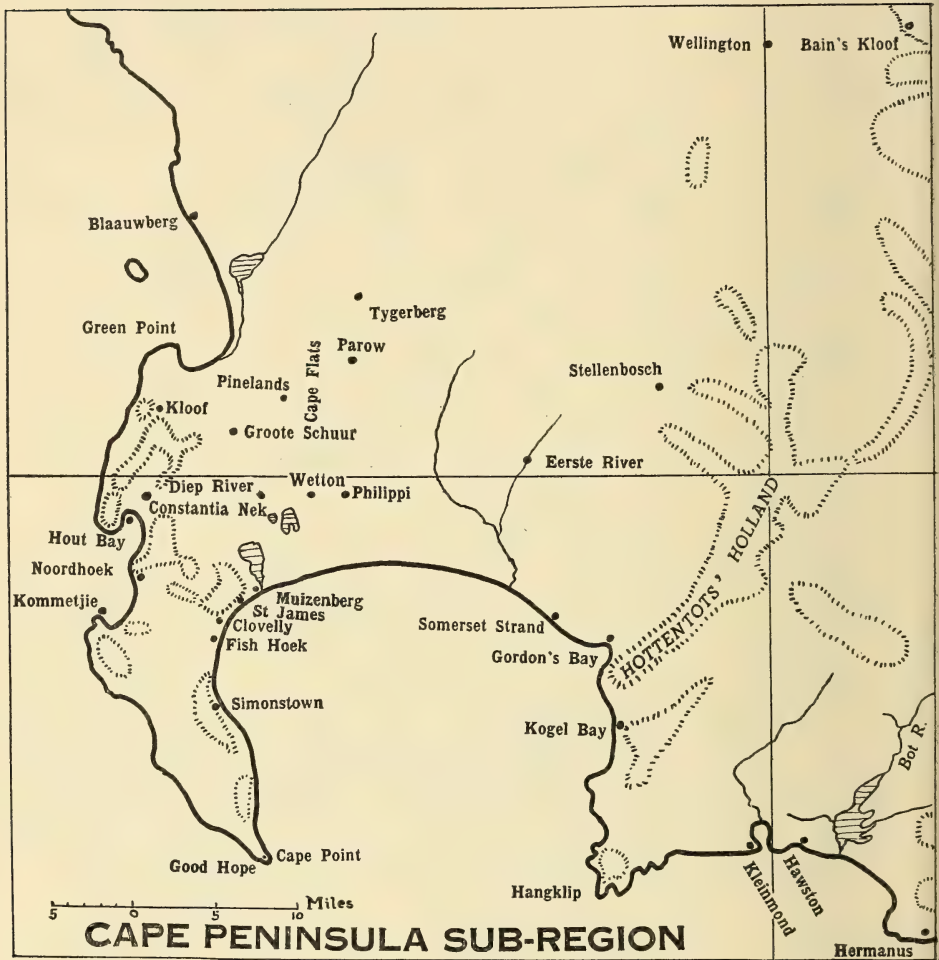 Wellington
Bain's Kloof
Blaauwberg
Tygerberg
Green Point
Parow
Cape Flats
Stellenbosch
Pinelands
Kloof
Groote Schuur
Eerste River
Diep River
Wetton
Philippi
Constantia Nek
HOTTENTOTS' HOLLAND
Hout Bay
Noordhoek
Kommetjie
Muizenberg
St James
Clovelly
Fish Hoek
Somerset Strand
Gordon's Bay
Simonstown
Kogel Bay
Bot R.
Good Hope
Cape Point
Hangklip
Kleinmond
Hawston
Hermanus
5 0 5 10 Miles
CAPE PENINSULA SUB-REGION